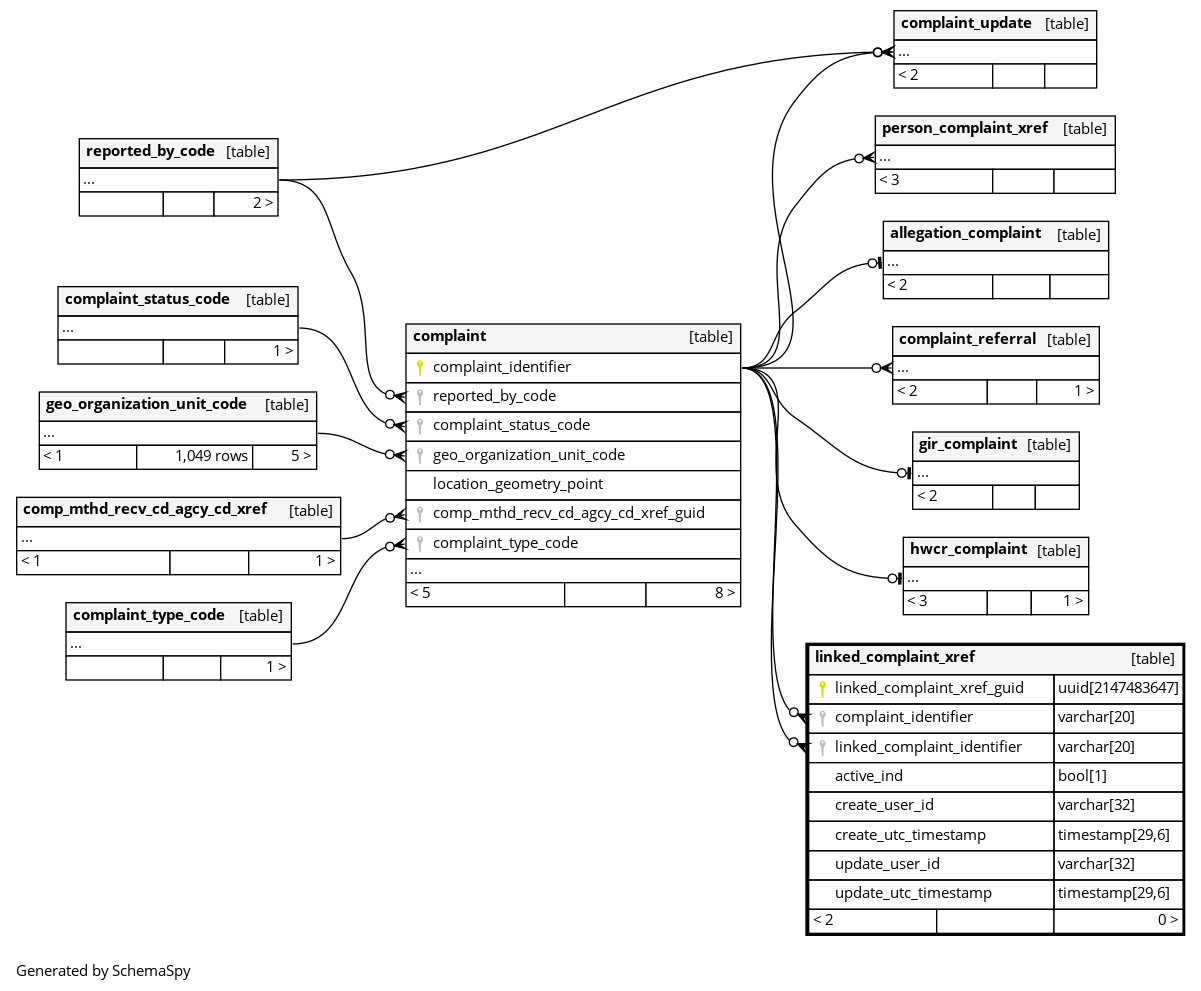 complaint_update [table]
...
< 2
person_complaint_xref [table]
...
< 3
reported_by_code [table]
...
2 >
allegation_complaint [table]
...
< 2
complaint_status_code [table]
...
1 >
complaint [table]
complaint_identifier
reported_by_code
complaint_status_code
geo_organization_unit_code
location_geometry_point
comp_mthd_recv_cd_agcy_cd_xref_guid
complaint_type_code
...
< 5 8 >
complaint_referral [table]
...
< 2 1 >
geo_organization_unit_code [table]
...
< 1 1,049 rows 5 >
gir_complaint [table]
...
< 2
comp_mthd_recv_cd_agcy_cd_xref [table]
...
< 1 1 >
hwcr_complaint [table]
...
< 3 1 >
complaint_type_code [table]
...
1 >
linked_complaint_xref [table]
linked_complaint_xref_guid uuid[2147483647]
complaint_identifier varchar[20]
linked_complaint_identifier varchar[20]
active_ind bool[1]
create_user_id varchar[32]
create_utc_timestamp timestamp[29,6]
update_user_id varchar[32]
update_utc_timestamp timestamp[29,6]
< 2 0 >
Generated by SchemaSpy